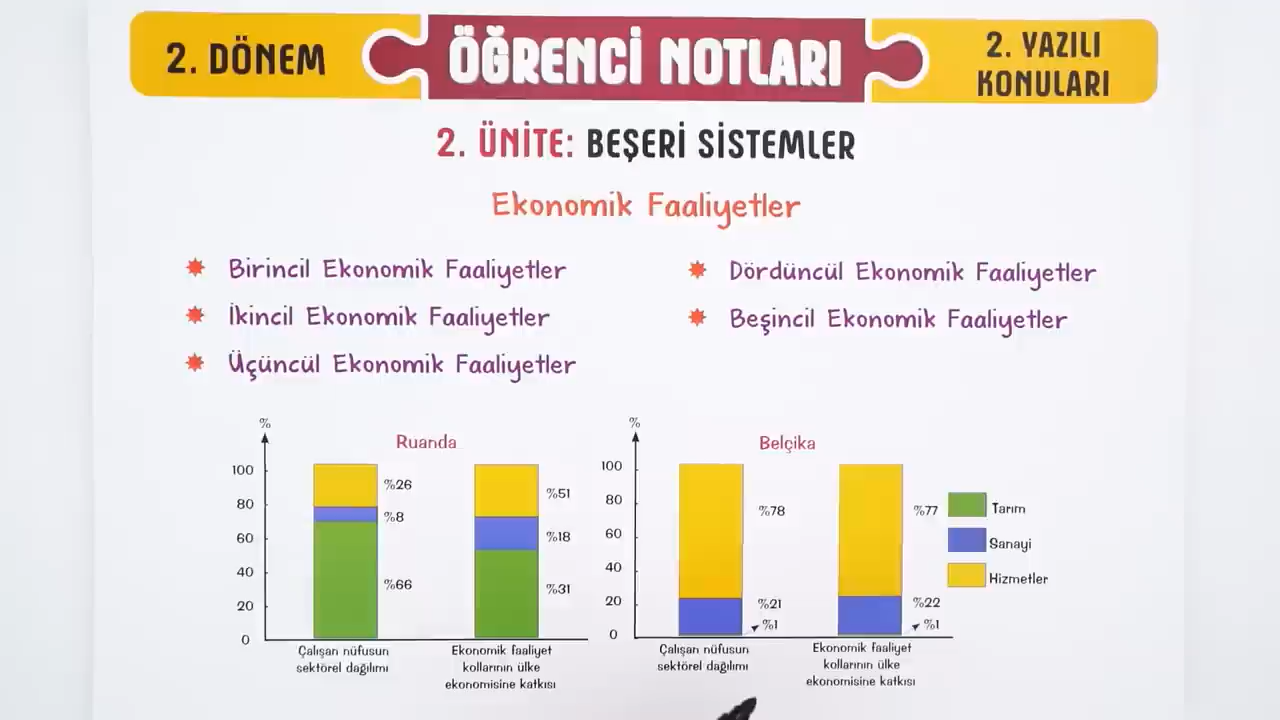 2. DÖNEM
ÖĞRENCİ NOTLARI
2. YAZILI
KONULARI
2. ÜNİTE: BEŞERİ SİSTEMLER
Ekonomik Faaliyetler
Birincil Ekonomik Faaliyetler
İkincil Ekonomik Faaliyetler
Üçüncül Ekonomik Faaliyetler
Dördüncül Ekonomik Faaliyetler
Beşincil Ekonomik Faaliyetler
%
Ruanda
100
80
60
40
20
0
%26
%8
%66
%51
%18
%31
Çalışan nüfusun
sektörel dağılımı
Ekonomik faaliyet
kollarının ülke
ekonomisine katkısı
%
Belçika
100
80
60
40
20
0
%78
%21
%1
%77
%22
%1
Çalışan nüfusun
sektörel dağılımı
Ekonomik faaliyet
kollarının ülke
ekonomisine katkısı
Tarım
Sanayi
Hizmetler